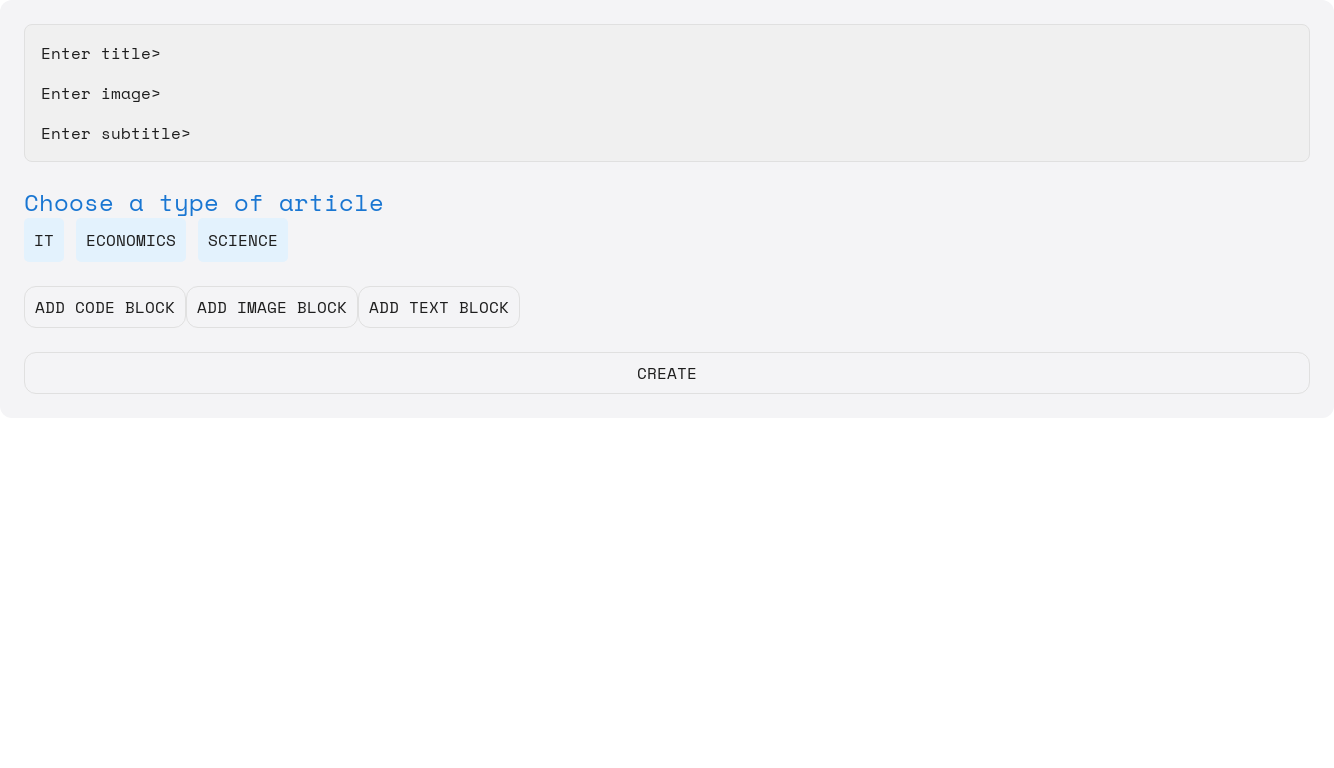 Enter title>
Enter image>
Enter subtitle>
Choose a type of article
IT ECONOMICS SCIENCE
ADD CODE BLOCK ADD IMAGE BLOCK ADD TEXT BLOCK
CREATE